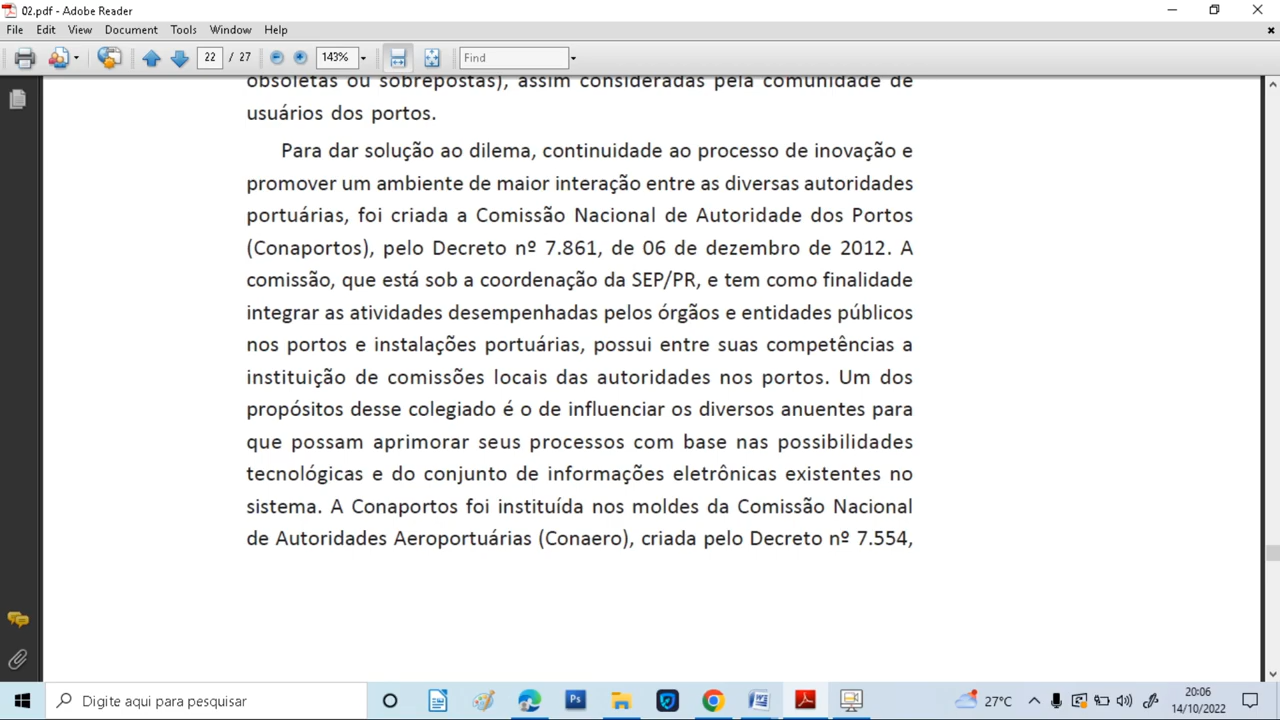 02.pdf - Adobe Reader
File Edit View Document Tools Window Help
22 / 27 143% Find
obsoletas ou sobrepostas), assim consideradas pela comunidade de
usuários dos portos.
Para dar solução ao dilema, continuidade ao processo de inovação e
promover um ambiente de maior interação entre as diversas autoridades
portuárias, foi criada a Comissão Nacional de Autoridade dos Portos
(Conaportos), pelo Decreto nº 7.861, de 06 de dezembro de 2012. A
comissão, que está sob a coordenação da SEP/PR, e tem como finalidade
integrar as atividades desempenhadas pelos órgãos e entidades públicos
nos portos e instalações portuárias, possui entre suas competências a
instituição de comissões locais das autoridades nos portos. Um dos
propósitos desse colegiado é o de influenciar os diversos anuentes para
que possam aprimorar seus processos com base nas possibilidades
tecnológicas e do conjunto de informações eletrônicas existentes no
sistema. A Conaportos foi instituída nos moldes da Comissão Nacional
de Autoridades Aeroportuárias (Conaero), criada pelo Decreto nº 7.554,
Digite aqui para pesquisar
Ps
27°C
20:06
14/10/2022